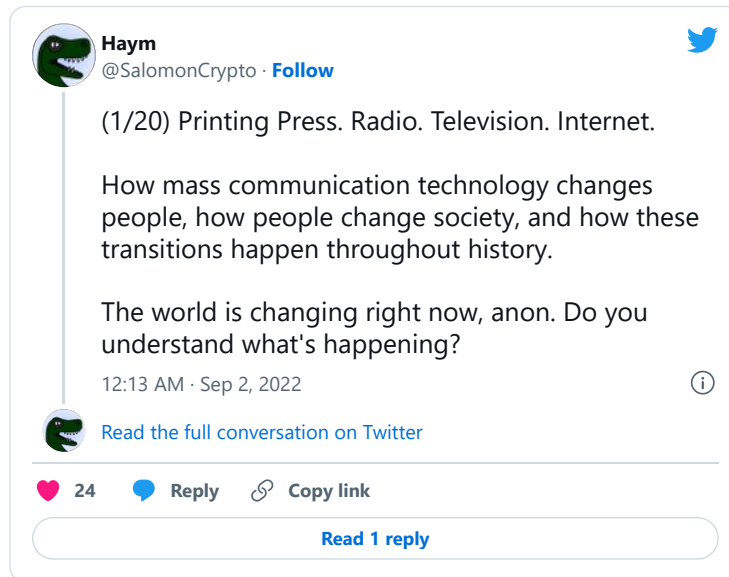 Haym
@SalomonCrypto · Follow
(1/20) Printing Press. Radio. Television. Internet.
How mass communication technology changes
people, how people change society, and how these
transitions happen throughout history.
The world is changing right now, anon. Do you
understand what's happening?
12:13 AM · Sep 2, 2022
Read the full conversation on Twitter
24 Reply Copy link
Read 1 reply